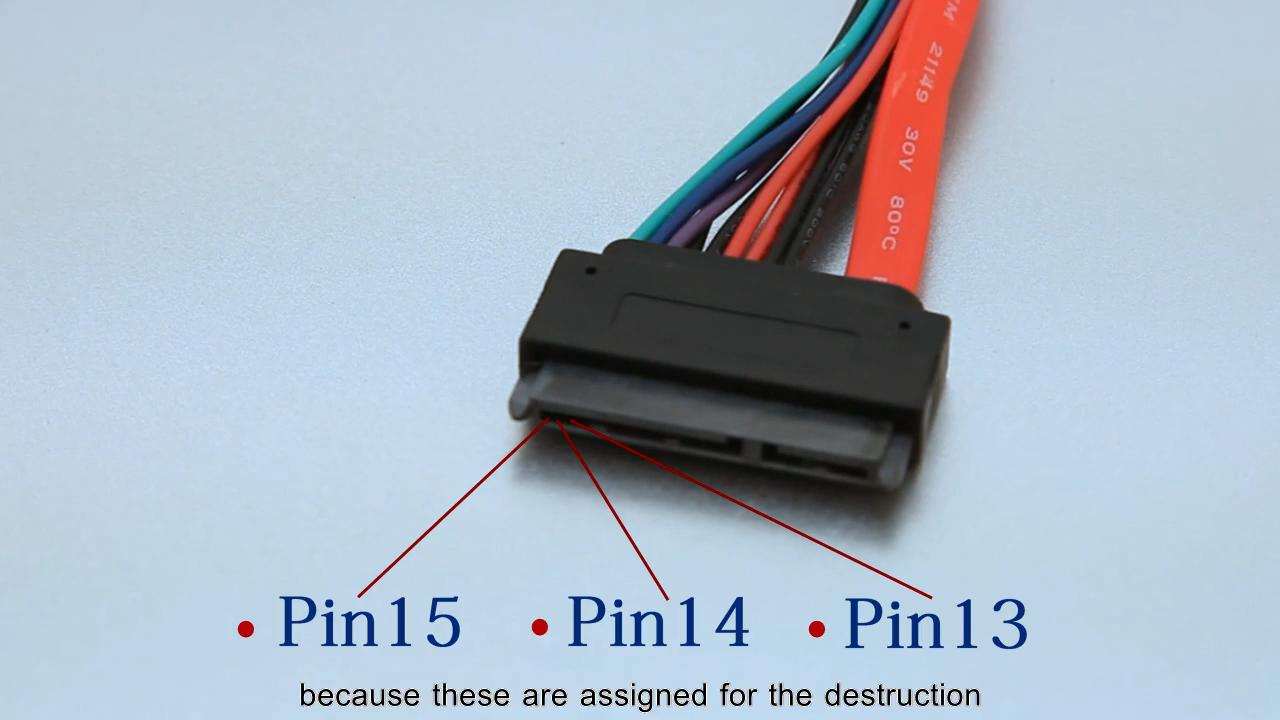 21149 30V 80°C
• Pin15 • Pin14 • Pin13
because these are assigned for the destruction